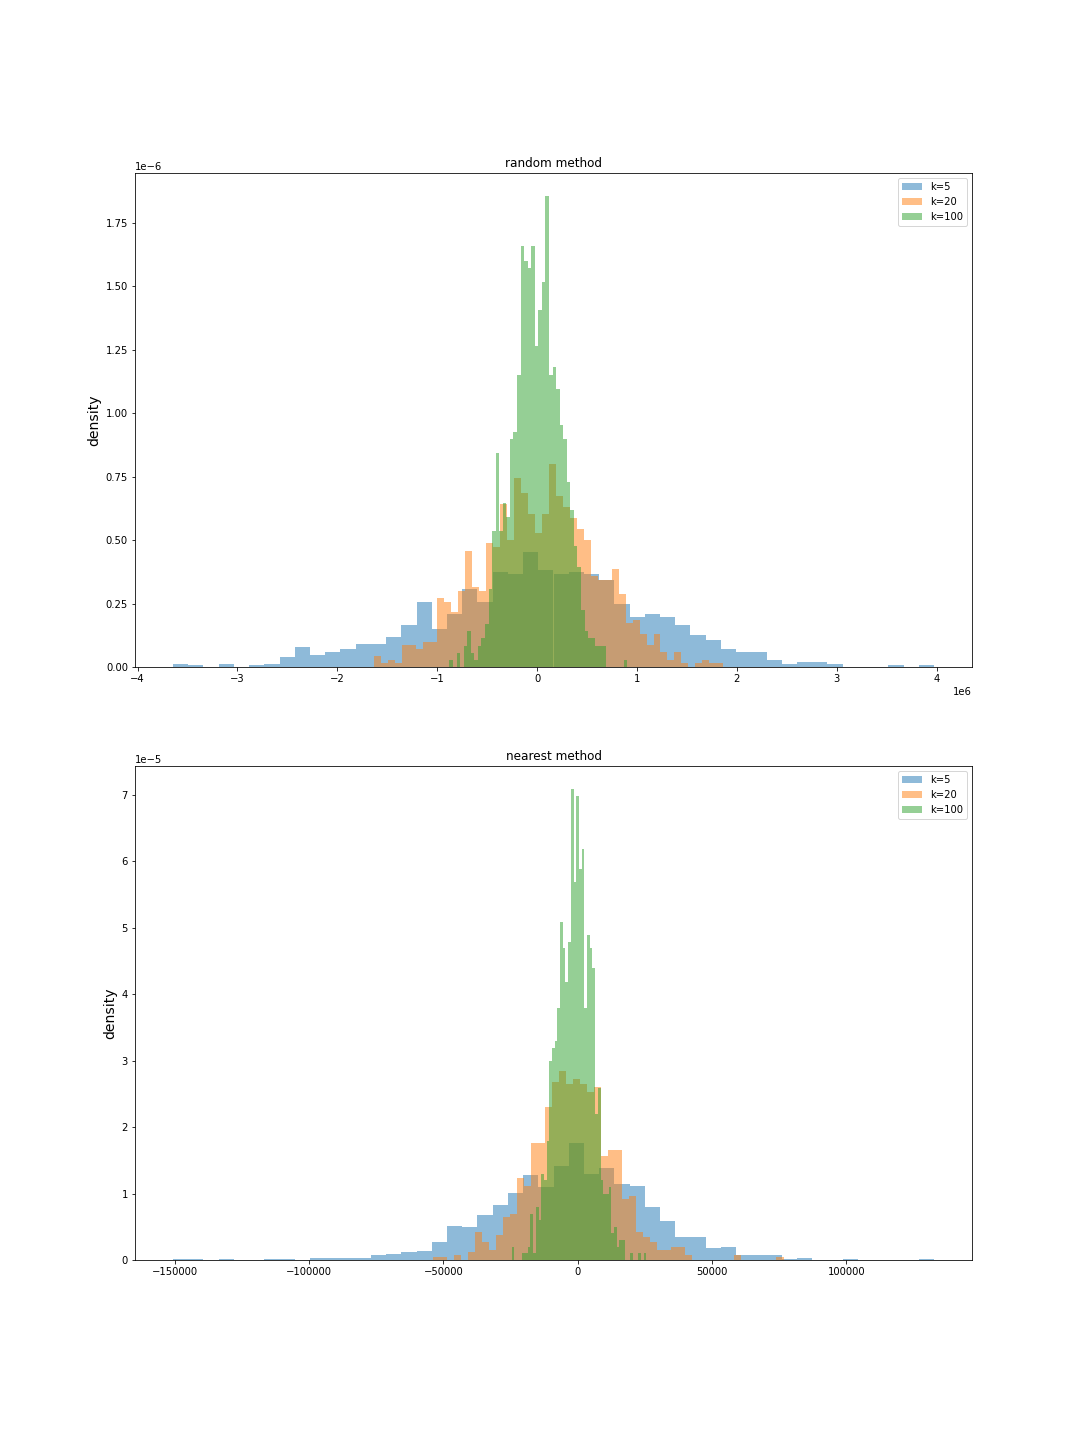 random method
1e−6
1.75
1.50
1.25
1.00
0.75
0.50
0.25
0.00
density
−4 −3 −2 −1 0 1 2 3 4
1e6
k=5
k=20
k=100
nearest method
1e−5
7
6
5
4
3
2
1
0
density
−150000 −100000 −50000 0 50000 100000
k=5
k=20
k=100